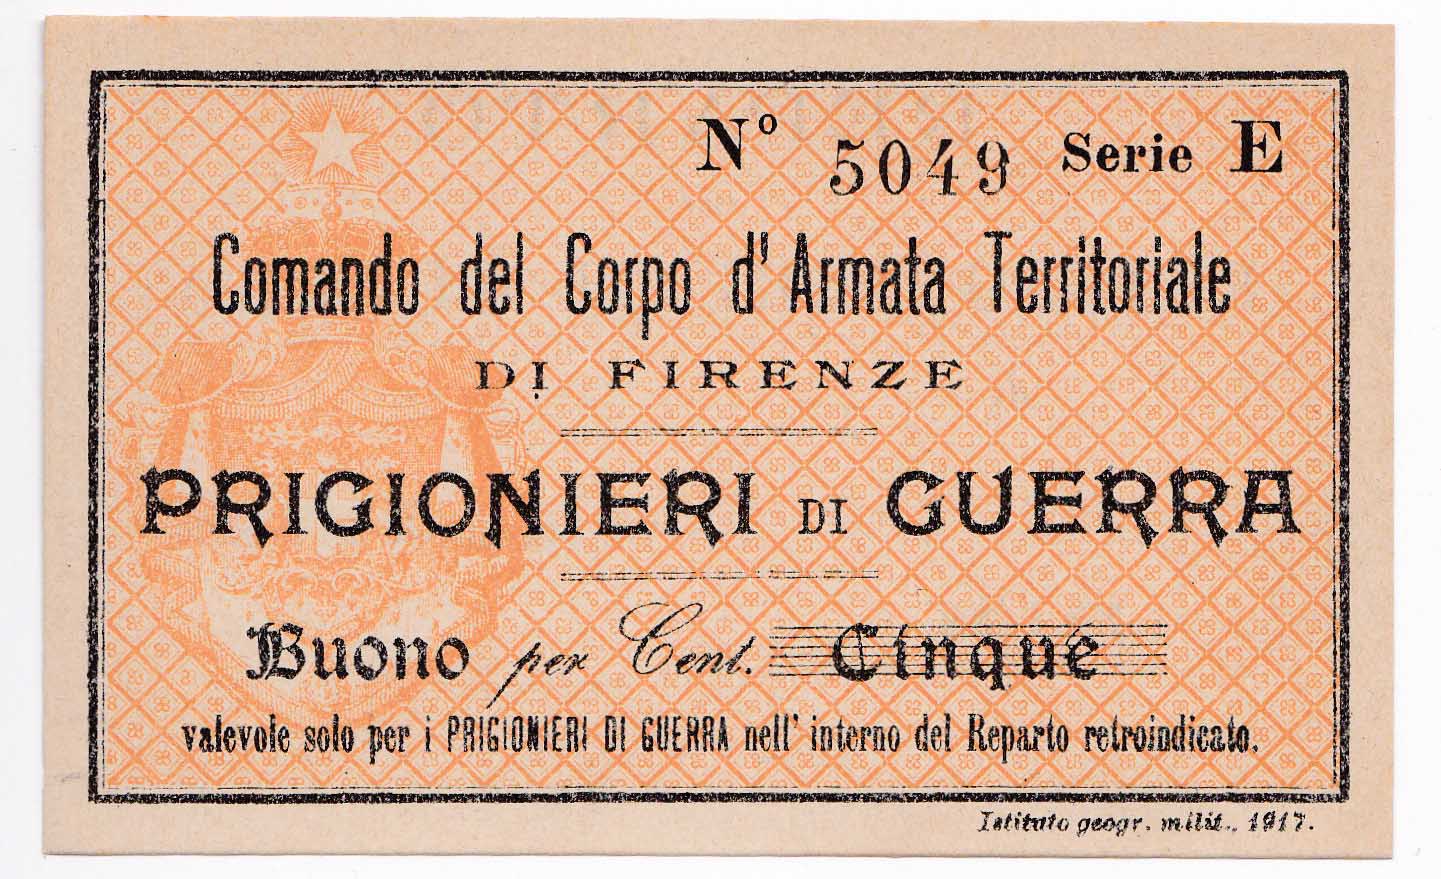 Nº 5049 Serie E
Comando del Corpo d'Armata Territoriale
DI FIRENZE
PRIGIONIERI DI GUERRA
Buono per Cent. Cinque
valevole solo per i PRIGIONIERI DI GUERRA nell'interno del Reparto retroindicato.
Istituto geogr. milit., 1917.